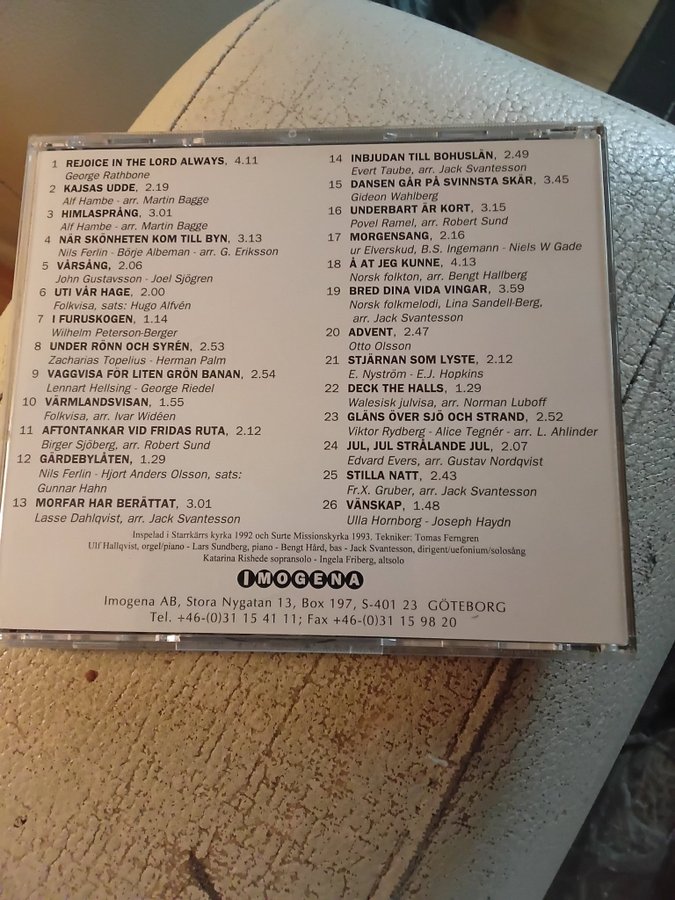 1 REJOICE IN THE LORD ALWAYS, 4.11
George Rathbone
2 KAJSAS UDDE, 2.19
Alf Hambe - arr. Martin Bagge
3 HIMLASPRÅNG, 3.01
Alf Hambe - arr. Martin Bagge
4 NÄR SKÖNHETEN KOM TILL BYN, 3.13
Nils Ferlin - Börje Albeman - arr. G. Eriksson
5 VÅRSÅNG, 2.06
John Gustavsson - Joel Sjögren
6 UTI VÅR HAGE, 2.00
Folkvisa, sats: Hugo Alfvén
7 I FURUSKOGEN, 1.14
Wilhelm Peterson-Berger
8 UNDER RÖNN OCH SYRÉN, 2.53
Zacharias Topelius - Herman Palm
9 VAGGVISA FÖR LITEN GRÖN BANAN, 2.54
Lennart Hellsing - George Riedel
10 VÄRMLANDSVISAN, 1.55
Folkvisa, arr. Ivar Widéen
11 AFTONTANKAR VID FRIDAS RUTA, 2.12
Birger Sjöberg, arr. Robert Sund
12 GÄRDEBYLÅTEN, 1.29
Nils Ferlin - Hjort Anders Olsson, sats:
Gunnar Hahn
13 MORFAR HAR BERÄTTAT, 3.01
Lasse Dahlqvist, arr. Jack Svantesson
14 INBJUDAN TILL BOHUSLÄN, 2.49
Evert Taube, arr. Jack Svantesson
15 DANSEN GÅR PÅ SVINNSTA SKÄR, 3.45
Gideon Wahlberg
16 UNDERBART ÄR KORT, 3.15
Povel Ramel, arr. Robert Sund
17 MORGENSANG, 2.16
ur Elverskud, B.S. Ingemann - Niels W Gade
18 Å AT JEG KUNNE, 4.13
Norsk folkton, arr. Bengt Hallberg
19 BRED DINA VIDA VINGAR, 3.59
Norsk folkmelodi, Lina Sandell-Berg,
arr. Jack Svantesson
20 ADVENT, 2.47
Otto Olsson
21 STJÄRNAN SOM LYSTE, 2.12
E. Nyström - E.J. Hopkins
22 DECK THE HALLS, 1.29
Walesisk julvisa, arr. Norman Luboff
23 GLÄNS ÖVER SJÖ OCH STRAND, 2.52
Viktor Rydberg - Alice Tegnér - arr. L. Ahlinder
24 JUL, JUL STRÅLANDE JUL, 2.07
Edvard Evers, arr. Gustav Nordqvist
25 STILLA NATT, 2.43
Fr.X. Gruber, arr. Jack Svantesson
26 VÄNSKAP, 1.48
Ulla Hornborg - Joseph Haydn
Inspelad i Starrkärrs kyrka 1992 och Surte Missionskyrka 1993. Tekniker: Tomas Ferngren
Ulf Hallqvist, orgel/piano - Lars Sundberg, piano - Bengt Hård, bas - Jack Svantesson, dirigent/uefonium/solosång
Katarina Rishede sopransolo - Ingela Friberg, altsolo
IMOGENA
Imogena AB, Stora Nygatan 13, Box 197, S-401 23 GÖTEBORG
Tel. +46-(0)31 15 41 11; Fax +46-(0)31 15 98 20